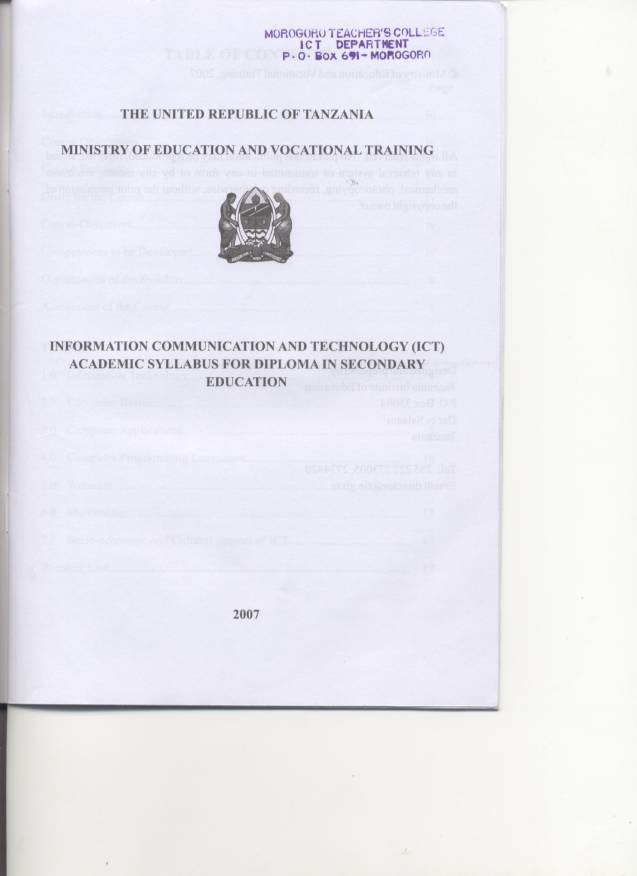 MOROGORO TEACHER'S COLLEGE
ICT DEPARTMENT
P.O. BOX 691- MOROGORO
THE UNITED REPUBLIC OF TANZANIA
MINISTRY OF EDUCATION AND VOCATIONAL TRAINING
INFORMATION COMMUNICATION AND TECHNOLOGY (ICT)
ACADEMIC SYLLABUS FOR DIPLOMA IN SECONDARY
EDUCATION
2007